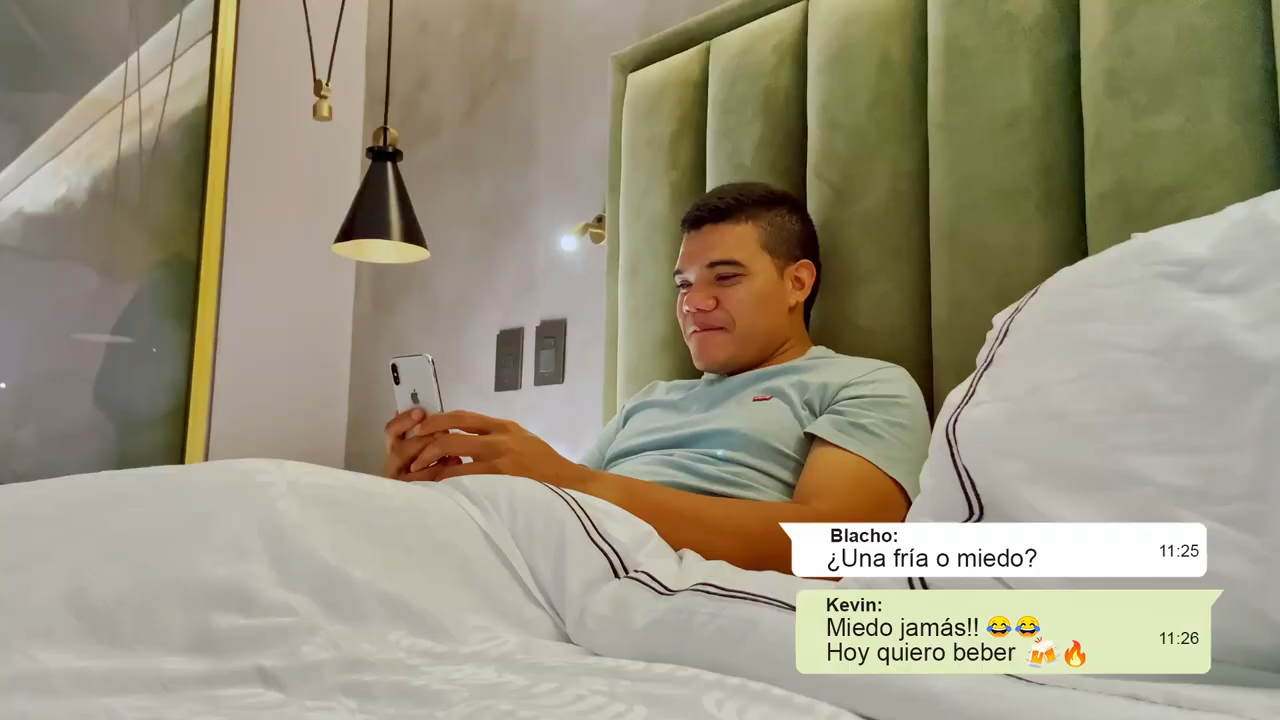 Blacho:
¿Una fría o miedo?
11:25
Kevin:
Miedo jamás!! 😂😂
Hoy quiero beber 🍻🔥
11:26